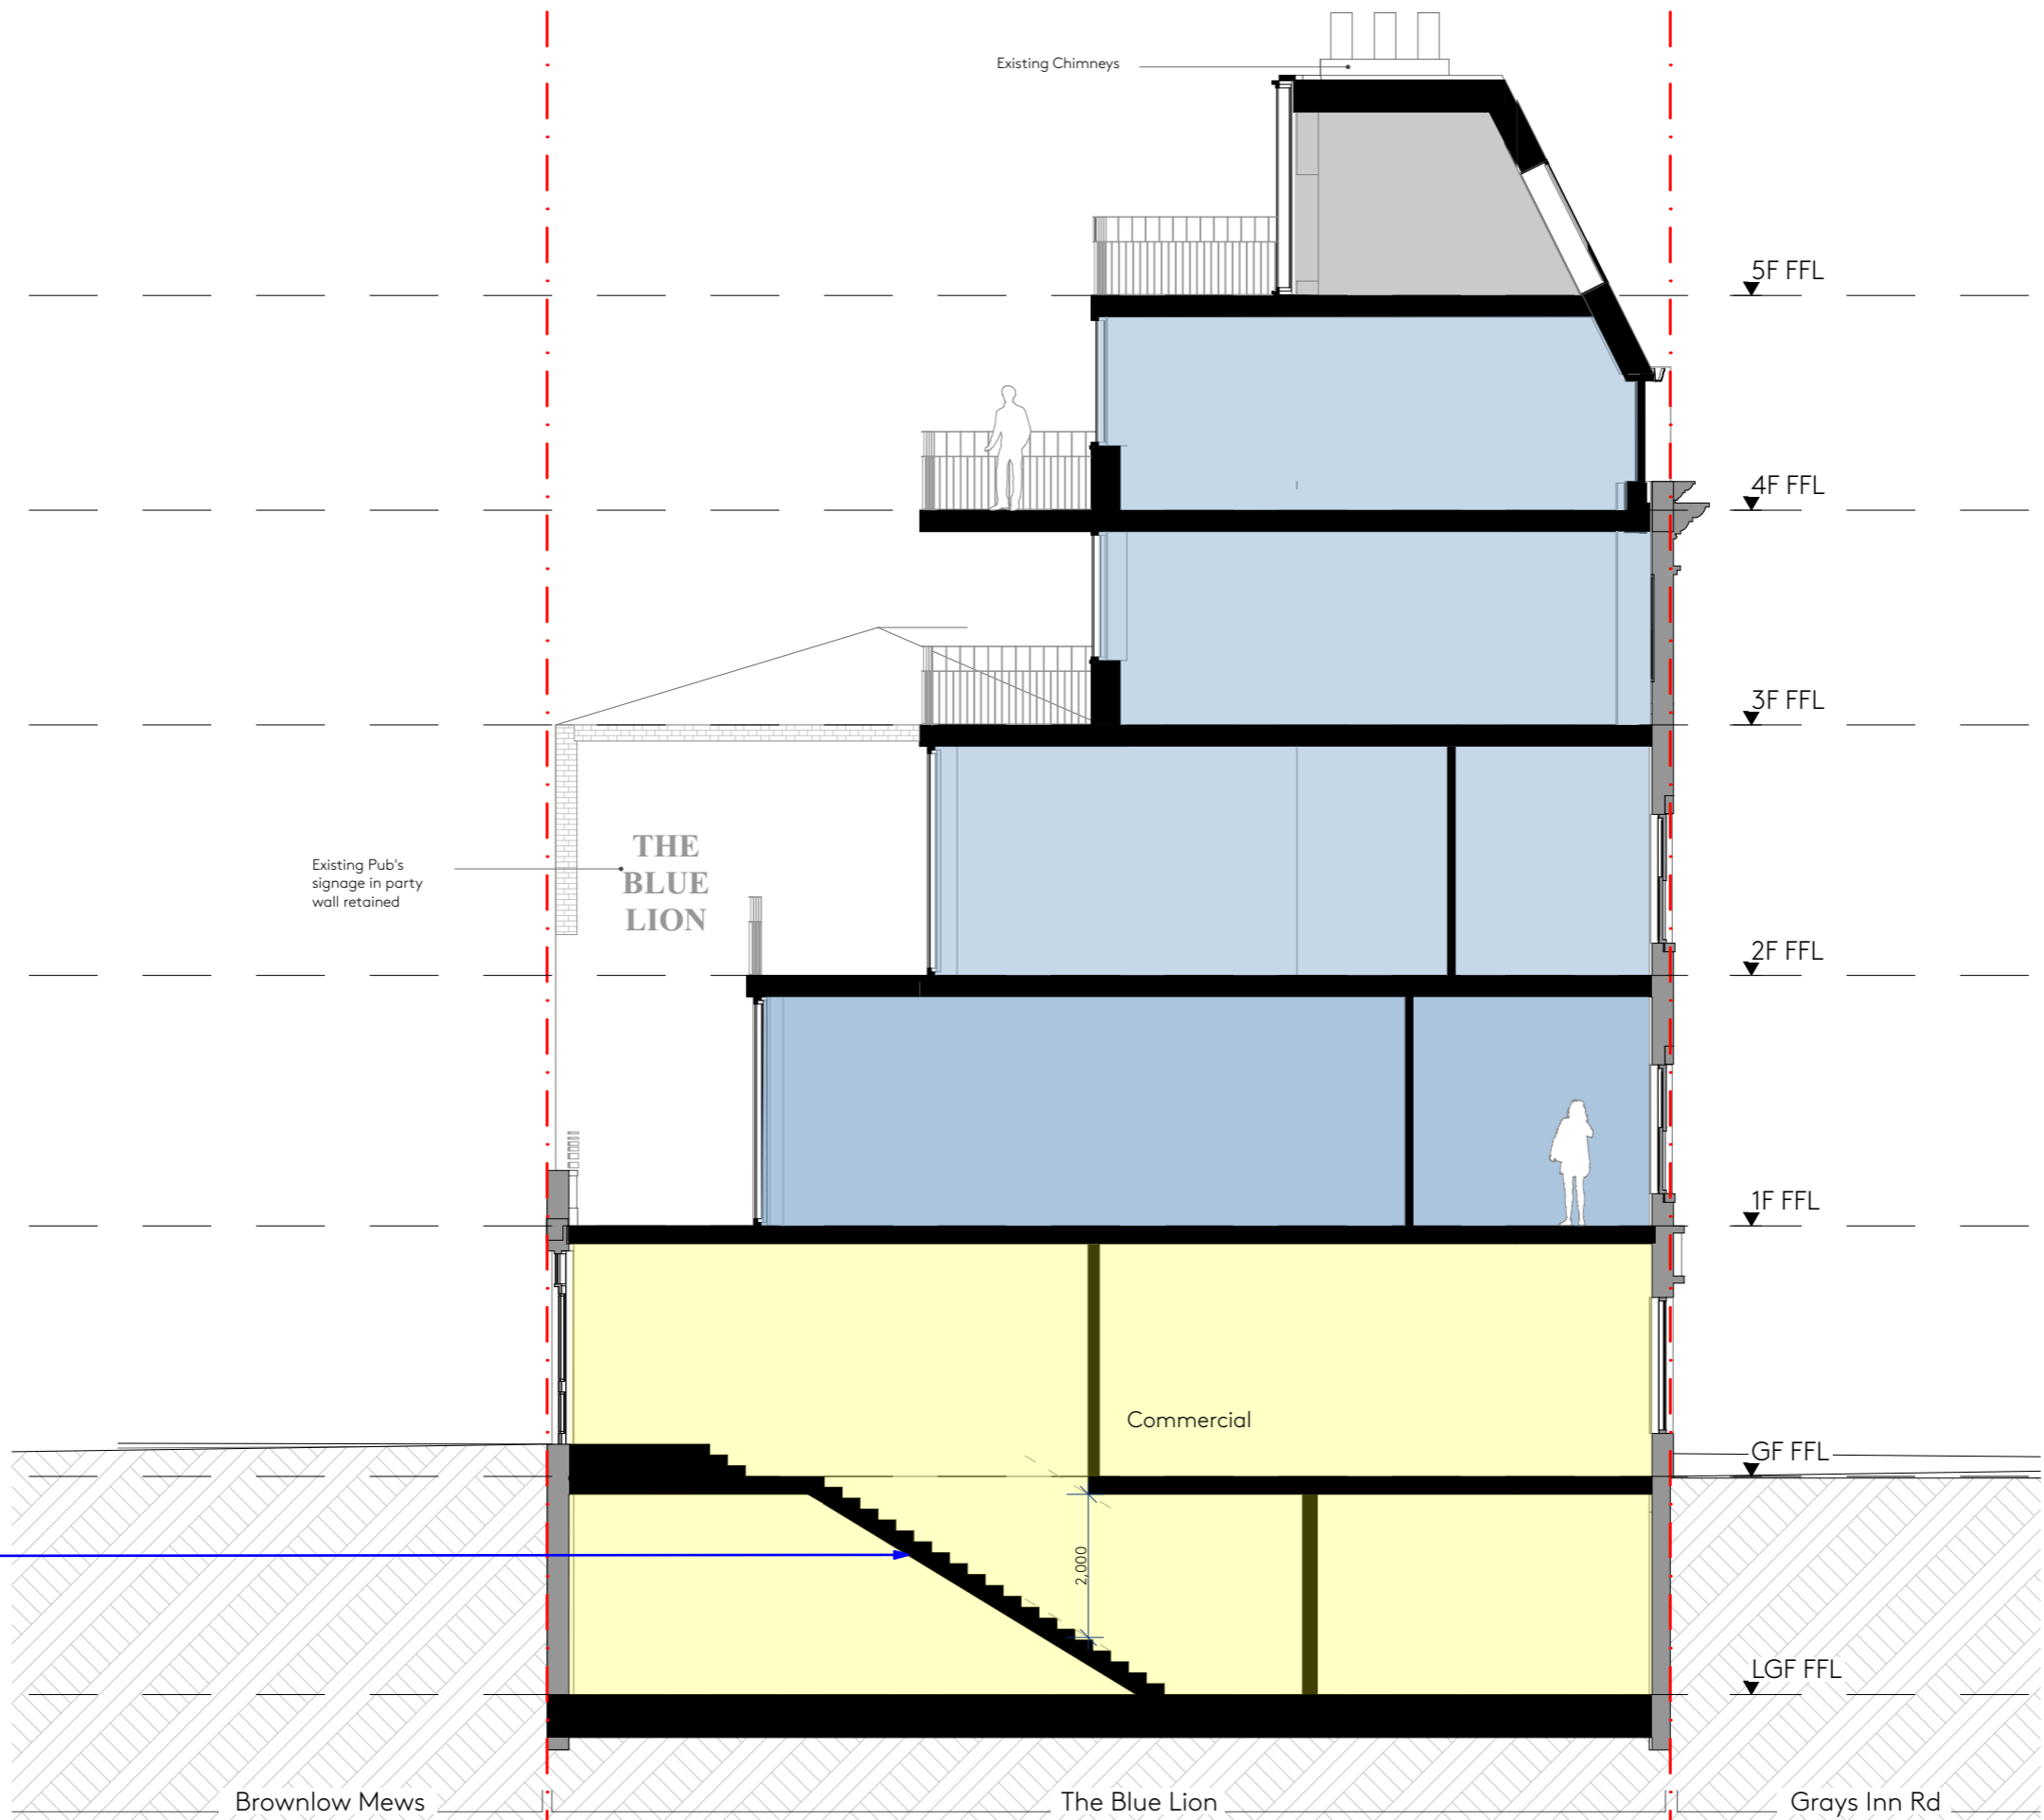 Existing Chimneys
5F FFL
4F FFL
3F FFL
Existing Pub's
signage in party
wall retained
THE
BLUE
LION
2F FFL
1F FFL
Commercial
GF FFL
2,000
LGF FFL
Brownlow Mews
The Blue Lion
Grays Inn Rd